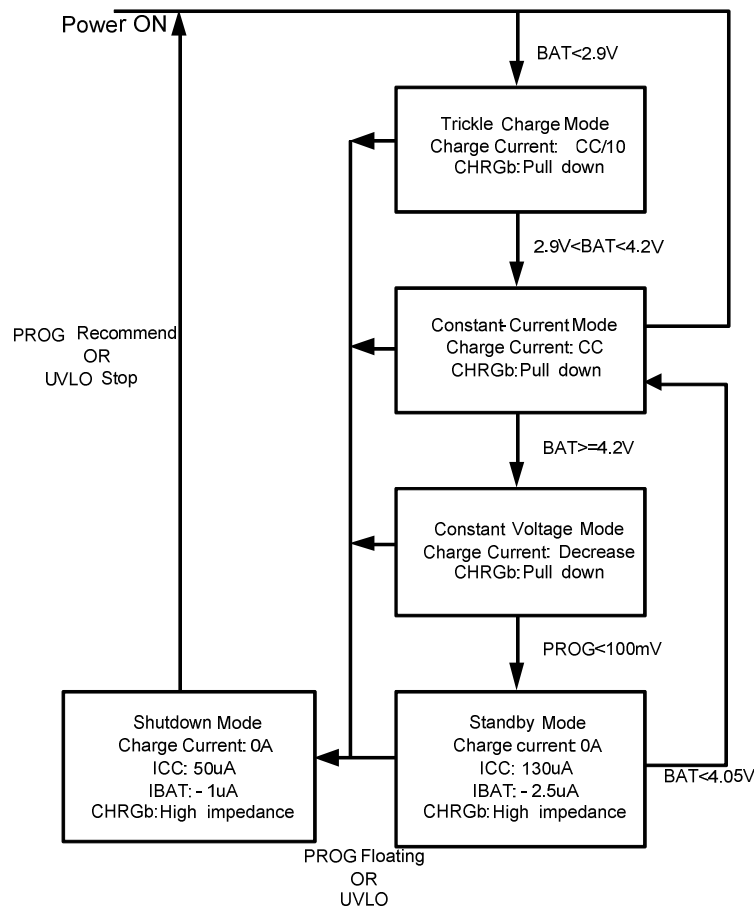 Power ON
BAT<2.9V
Trickle Charge Mode
Charge Current: CC/10
CHRGb:Pull down
2.9V<BAT<4.2V
Constant-Current Mode
Charge Current: CC
CHRGb:Pull down
PROG Recommend
OR
UVLO Stop
BAT>=4.2V
Constant Voltage Mode
Charge Current: Decrease
CHRGb:Pull down
PROG<100mV
Shutdown Mode
Charge Current: 0A
ICC: 50uA
IBAT: -1uA
CHRGb:High impedance
Standby Mode
Charge current: 0A
ICC: 130uA
IBAT: -2.5uA
CHRGb:High impedance
BAT<4.05V
PROG Floating
OR
UVLO